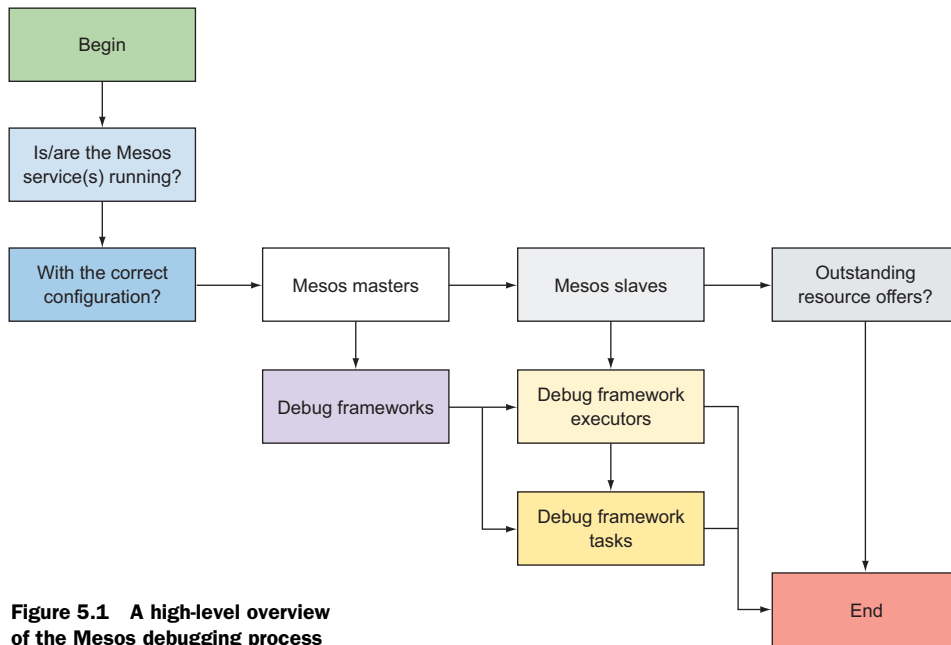 Begin
Is/are the Mesos
service(s) running?
With the correct
configuration?
Mesos masters
Mesos slaves
Outstanding
resource offers?
Debug frameworks
Debug framework
executors
Debug framework
tasks
End
Figure 5.1 A high-level overview
of the Mesos debugging process